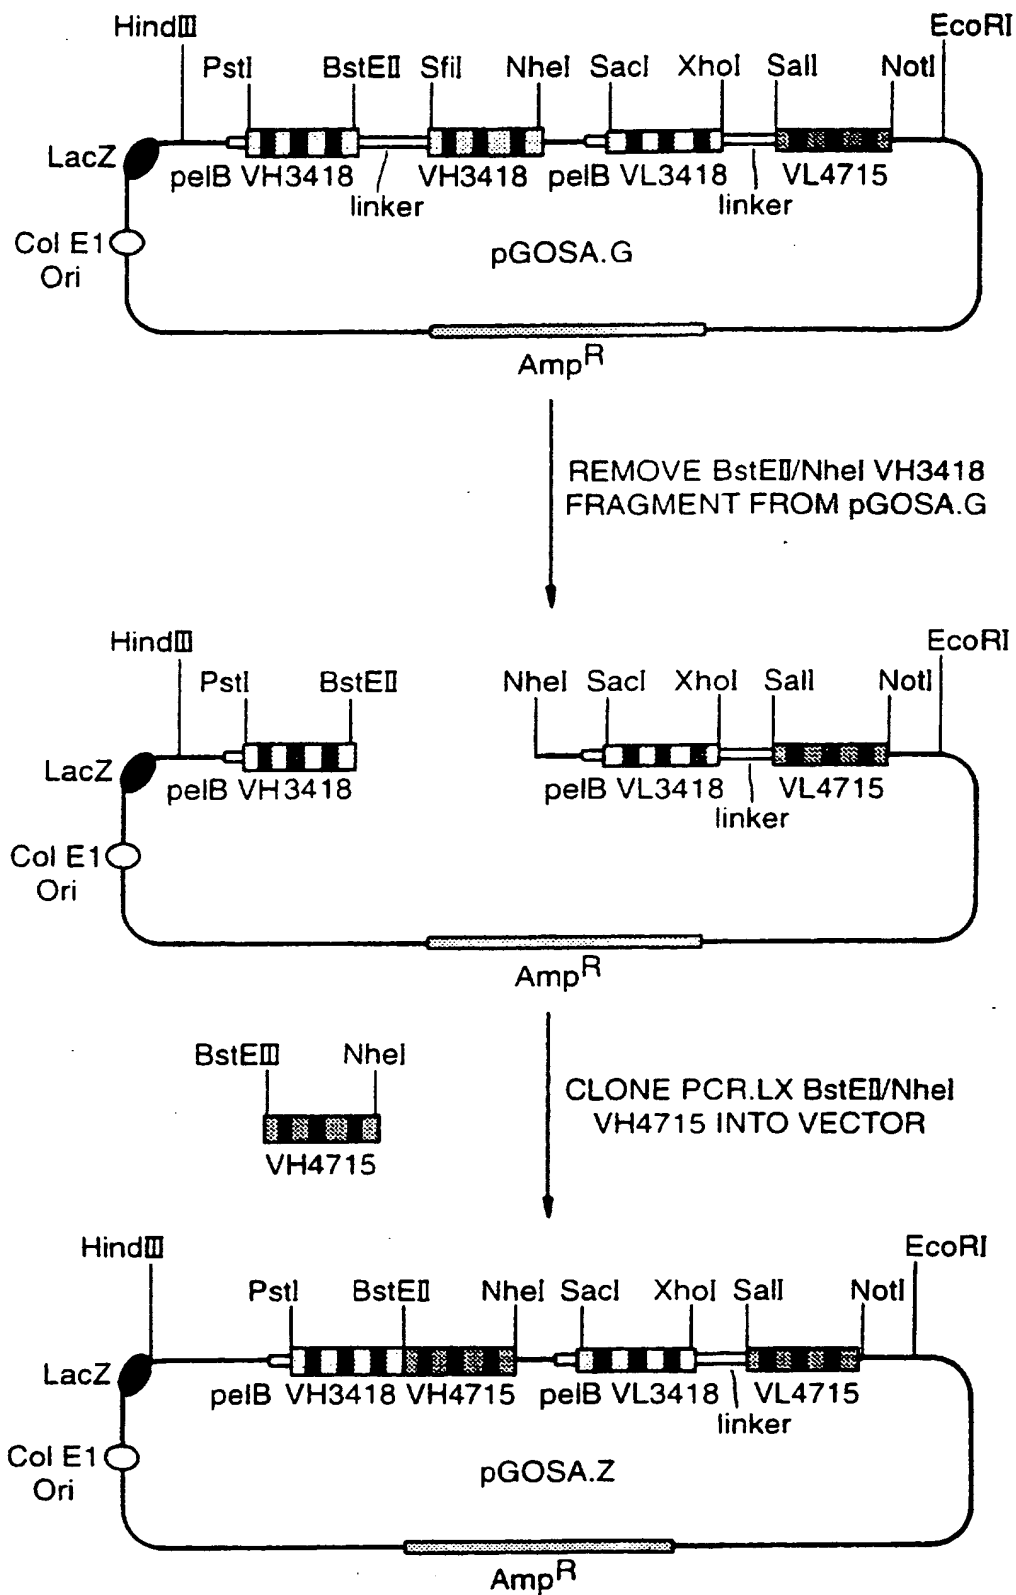 HindIII
EcoRI
PstI
BstEII
SfiI
NheI
SacI
XhoI
SalI
NotI
LacZ
pelB VH3418
VH3418
pelB VL3418
VL4715
linker
linker
Col E1
Ori
pGOSA.G
AmpR
REMOVE BstEII/NheI VH3418
FRAGMENT FROM pGOSA.G
HindIII
EcoRI
PstI
BstEII
NheI
SacI
XhoI
SalI
NotI
LacZ
pelB VH3418
pelB VL3418
VL4715
linker
Col E1
Ori
AmpR
BstEIII
NheI
VH4715
CLONE PCR.LX BstEII/NheI
VH4715 INTO VECTOR
HindIII
EcoRI
PstI
BstEII
NheI
SacI
XhoI
SalI
NotI
LacZ
pelB VH3418 VH4715
pelB VL3418
VL4715
linker
Col E1
Ori
pGOSA.Z
AmpR